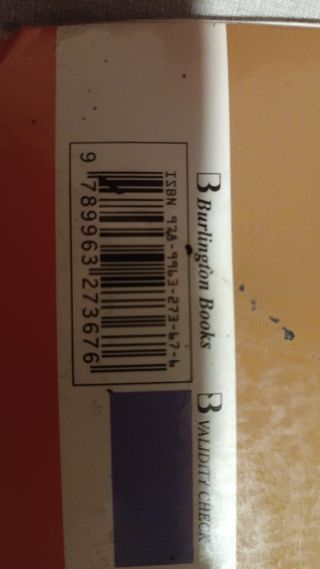 B Burlington Books B VALIDITY CHECK
ISBN 978-9963-273-67-6
9 789963 273676